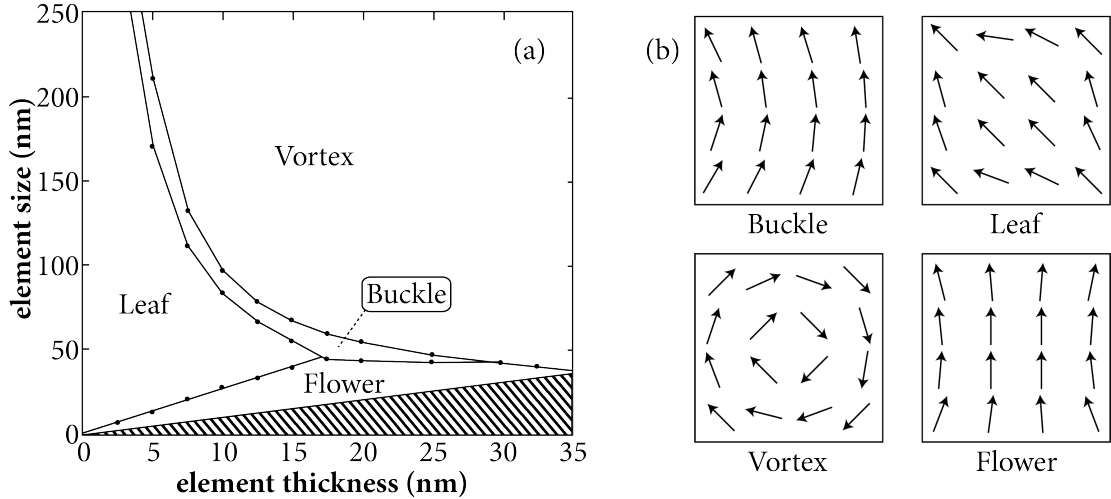 250
200
150
100
50
0
element size (nm)
(a)
Vortex
Buckle
Leaf
Flower
0 5 10 15 20 25 30 35
element thickness (nm)
(b)
Buckle Leaf
Vortex Flower